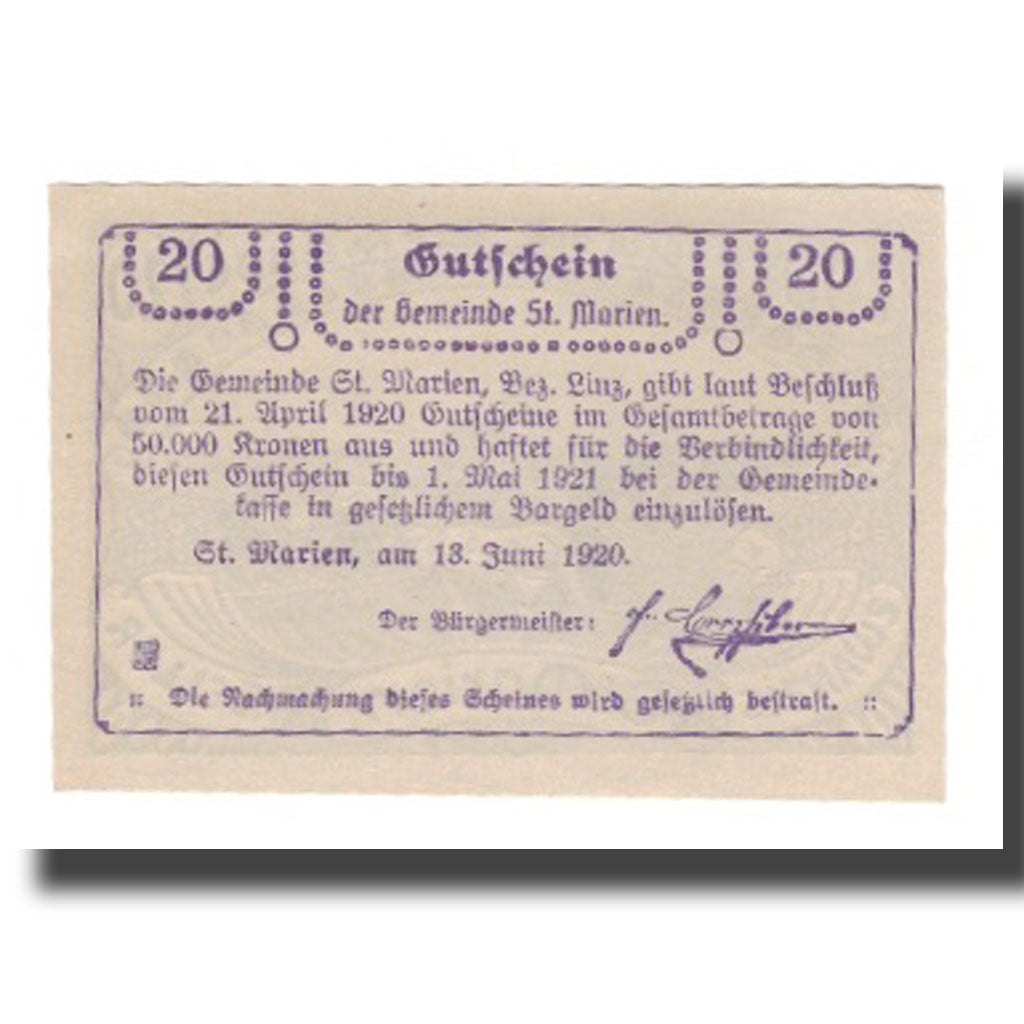 20 Gutschein 20
der Gemeinde St. Marien.
Die Gemeinde St. Marien, Bez. Linz, gibt laut Beschluß
vom 21. April 1920 Gutscheine im Gesamtbetrage von
50.000 Kronen aus und haftet für die Verbindlichkeit,
diesen Gutschein bis 1. Mai 1921 bei der Gemeinde-
kasse in gesetzlichem Bargeld einzulösen.
St. Marien, am 13. Juni 1920.
Der Bürgermeister:
:: Die Nachmachung dieses Scheines wird gesetzlich bestraft. ::